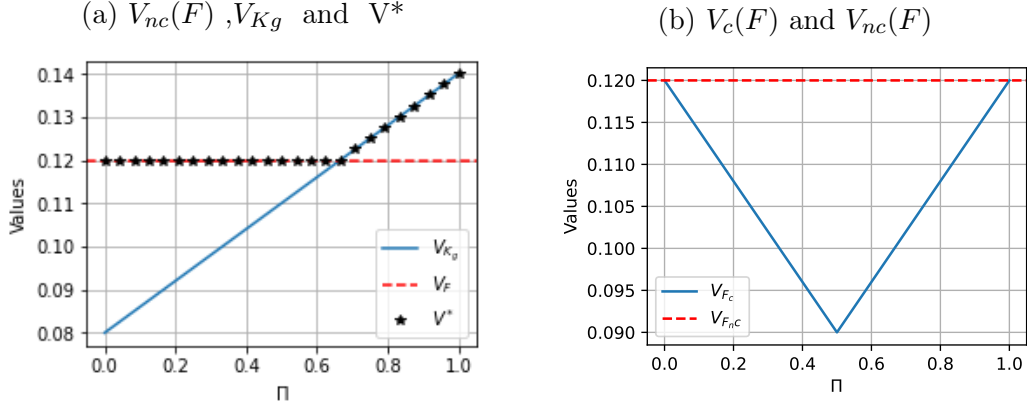 (a) V_{nc}(F) ,V_{Kg} and V*
0.14
0.13
0.12
0.11
0.10
0.09
0.08
Values
V_{K_g}
V_F
V*
0.0 0.2 0.4 0.6 0.8 1.0
Π
(b) V_c(F) and V_{nc}(F)
0.120
0.115
0.110
0.105
0.100
0.095
0.090
Values
V_{F_c}
V_{F_nc}
0.0 0.2 0.4 0.6 0.8 1.0
Π